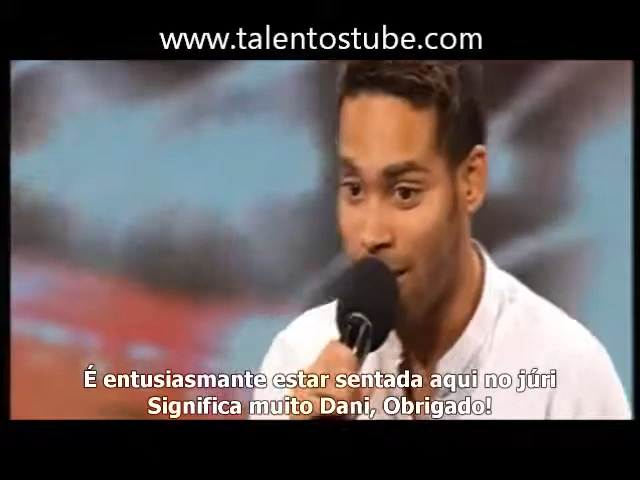 www.talentostube.com
É entusiasmante estar sentada aqui no júri
Significa muito Dani, Obrigado!